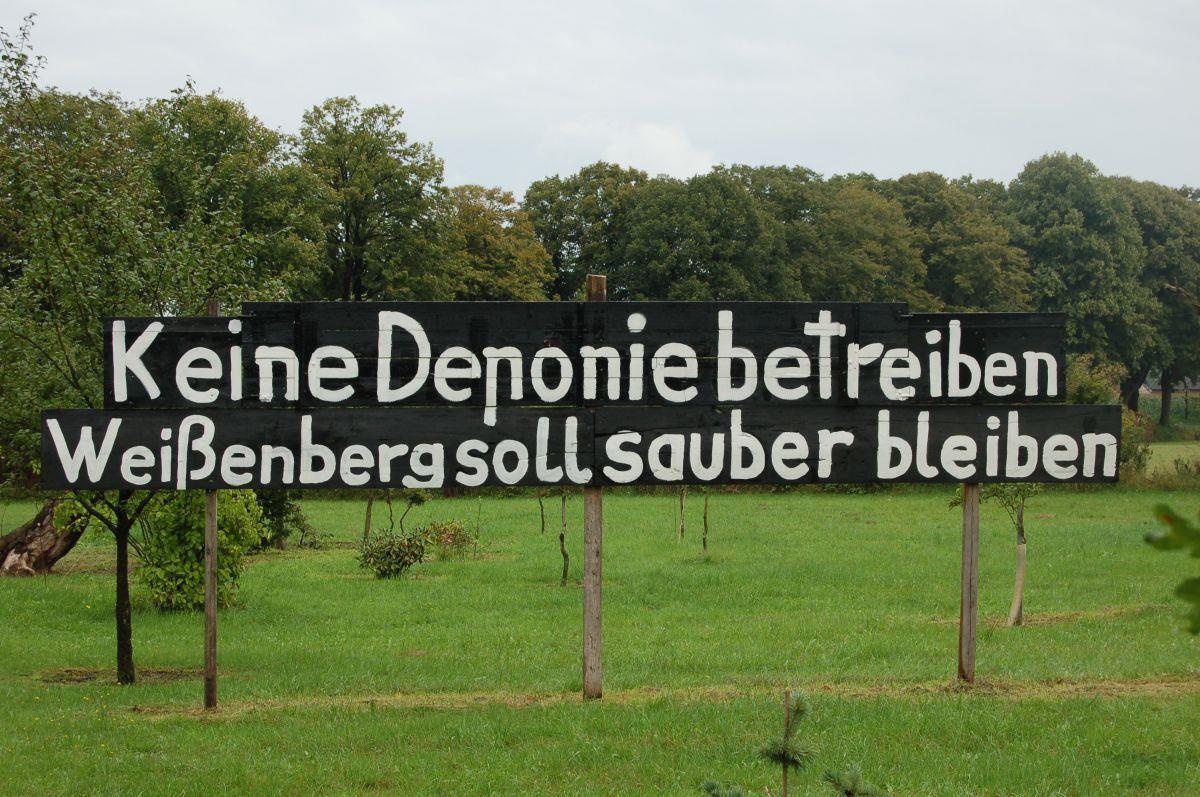 Keine Deponie betreiben
Weißenberg soll sauber bleiben